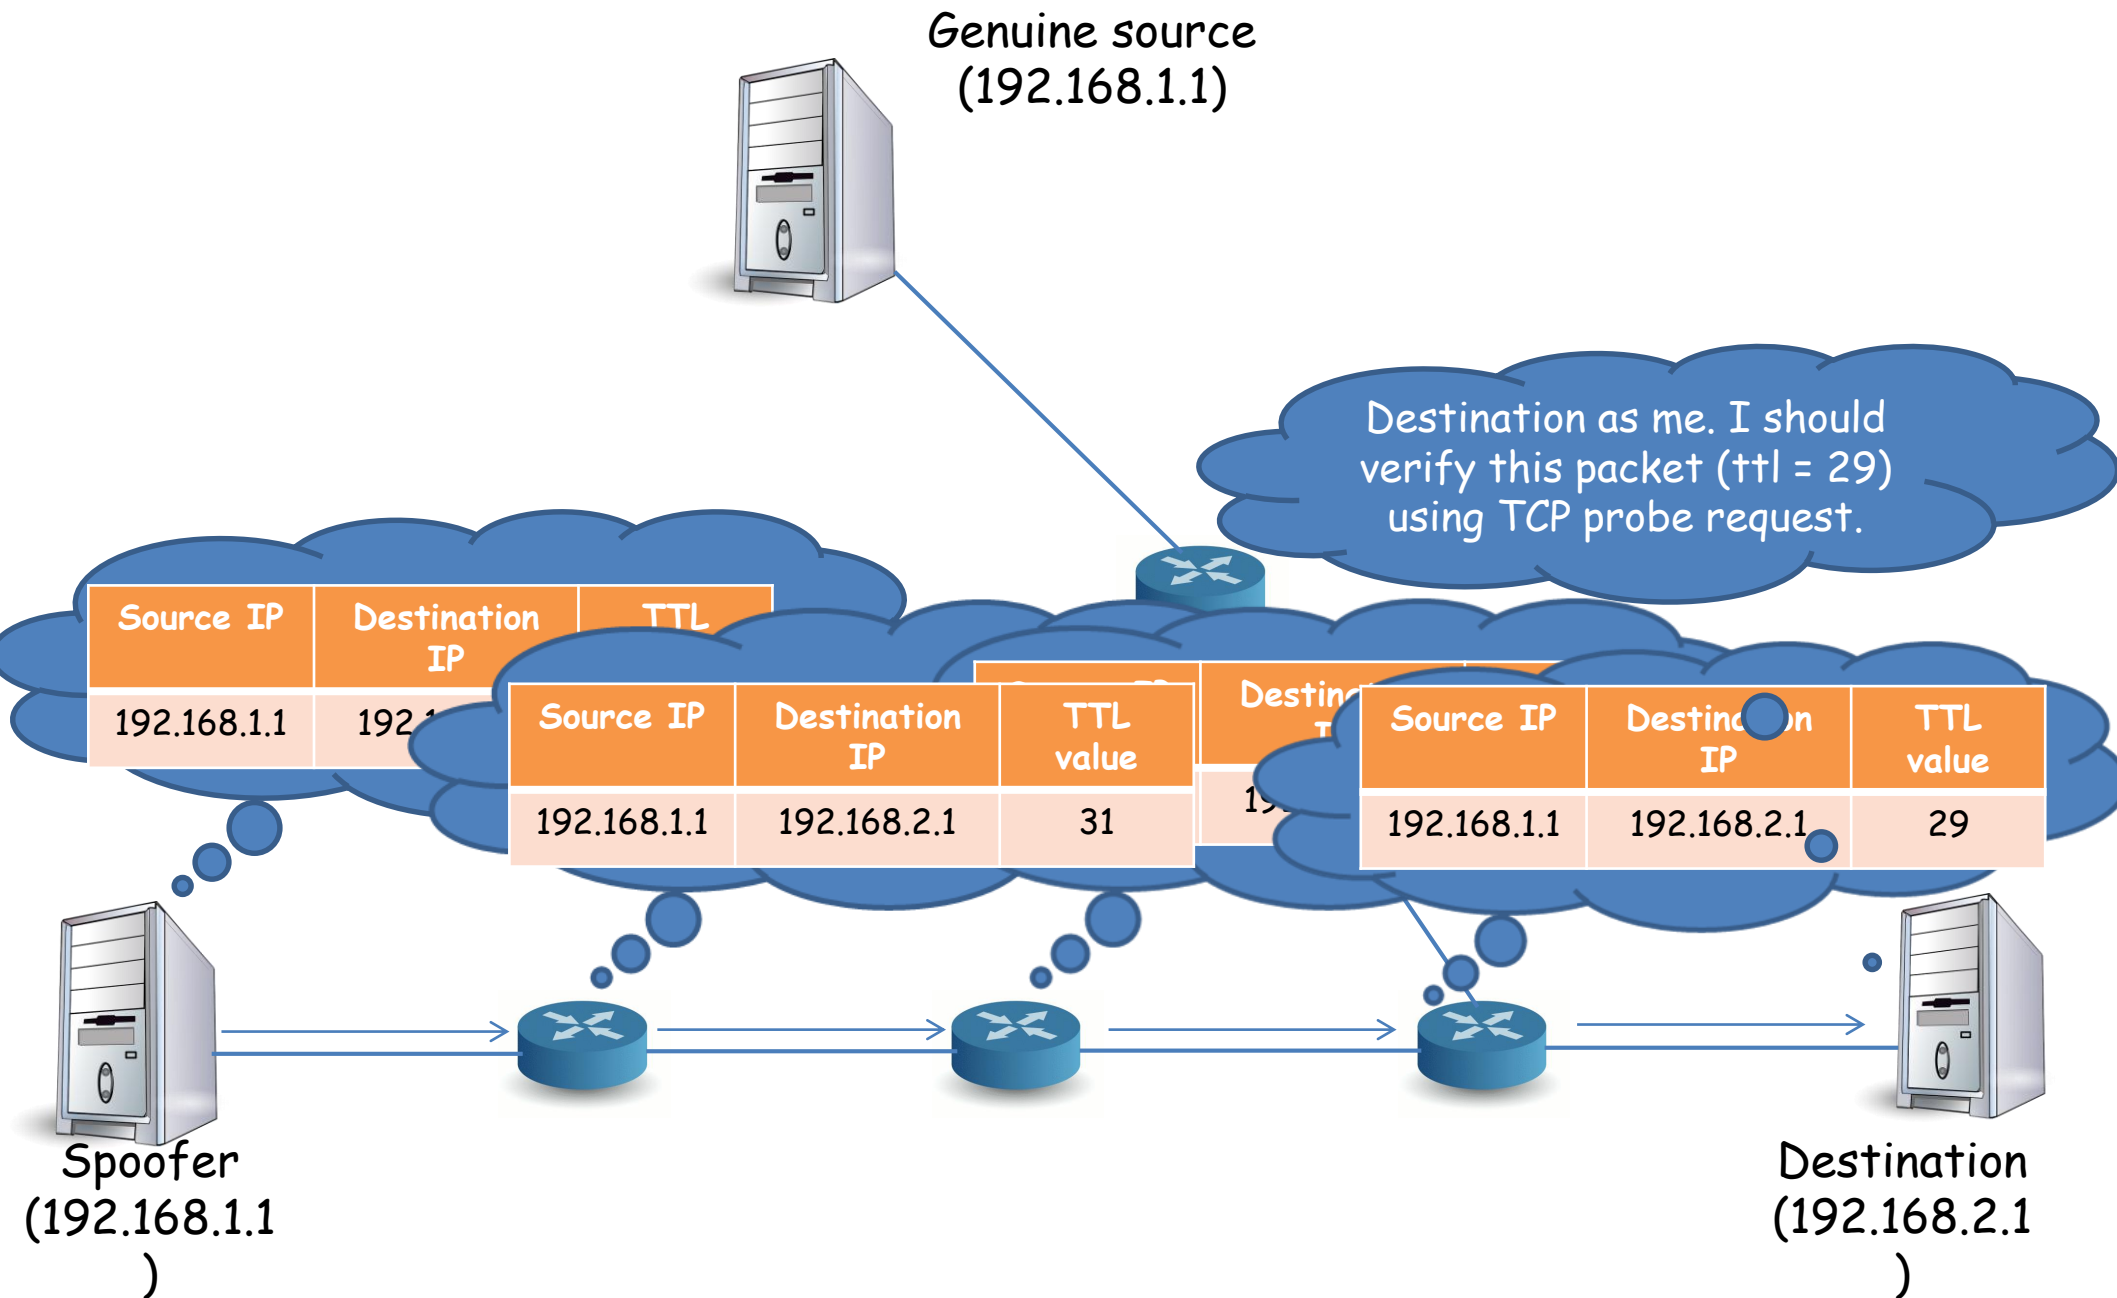 Genuine source
(192.168.1.1)
Destination as me. I should
verify this packet (ttl = 29)
using TCP probe request.
Source IP
Destination
IP
TTL
192.168.1.1
Source IP
Destination
IP
TTL
value
192.168.1.1
192.168.2.1
31
Source IP
IP
TTL
value
192.168.1.1
192.168.2.1
29
Spoofer
(192.168.1.1
)
Destination
(192.168.2.1
)